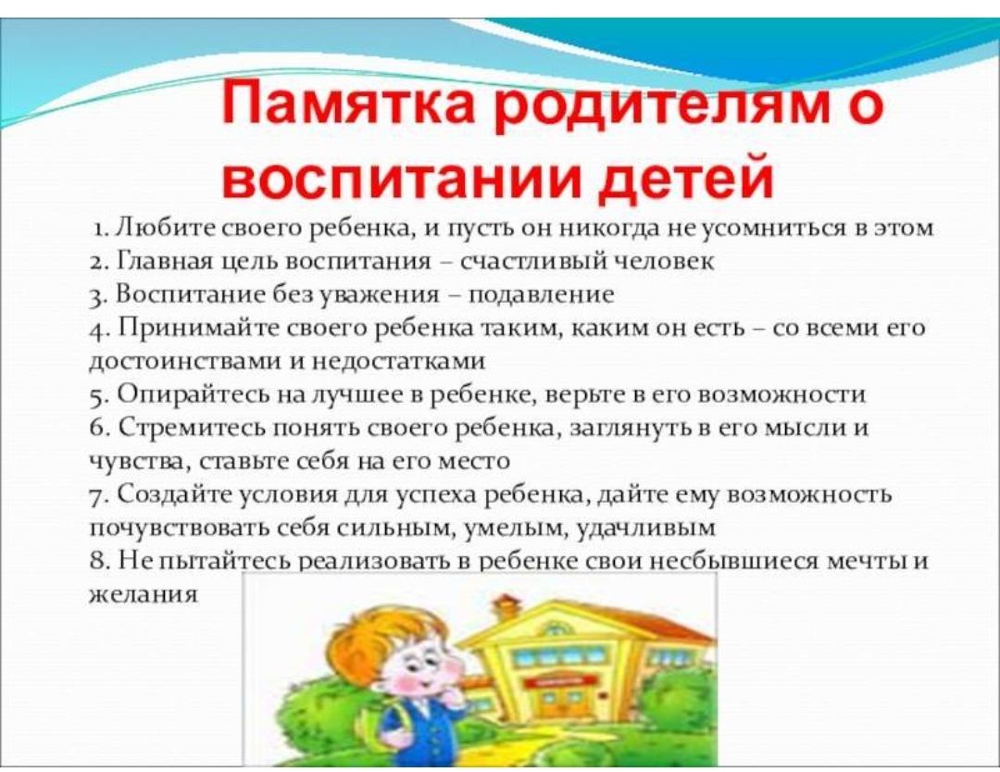 Памятка родителям о
воспитании детей
1. Любите своего ребенка, и пусть он никогда не усомниться в этом
2. Главная цель воспитания – счастливый человек
3. Воспитание без уважения – подавление
4. Принимайте своего ребенка таким, каким он есть – со всеми его
достоинствами и недостатками
5. Опирайтесь на лучшее в ребенке, верьте в его возможности
6. Стремитесь понять своего ребенка, заглянуть в его мысли и
чувства, ставьте себя на его место
7. Создайте условия для успеха ребенка, дайте ему возможность
почувствовать себя сильным, умелым, удачливым
8. Не пытайтесь реализовать в ребенке свои несбывшиеся мечты и
желания